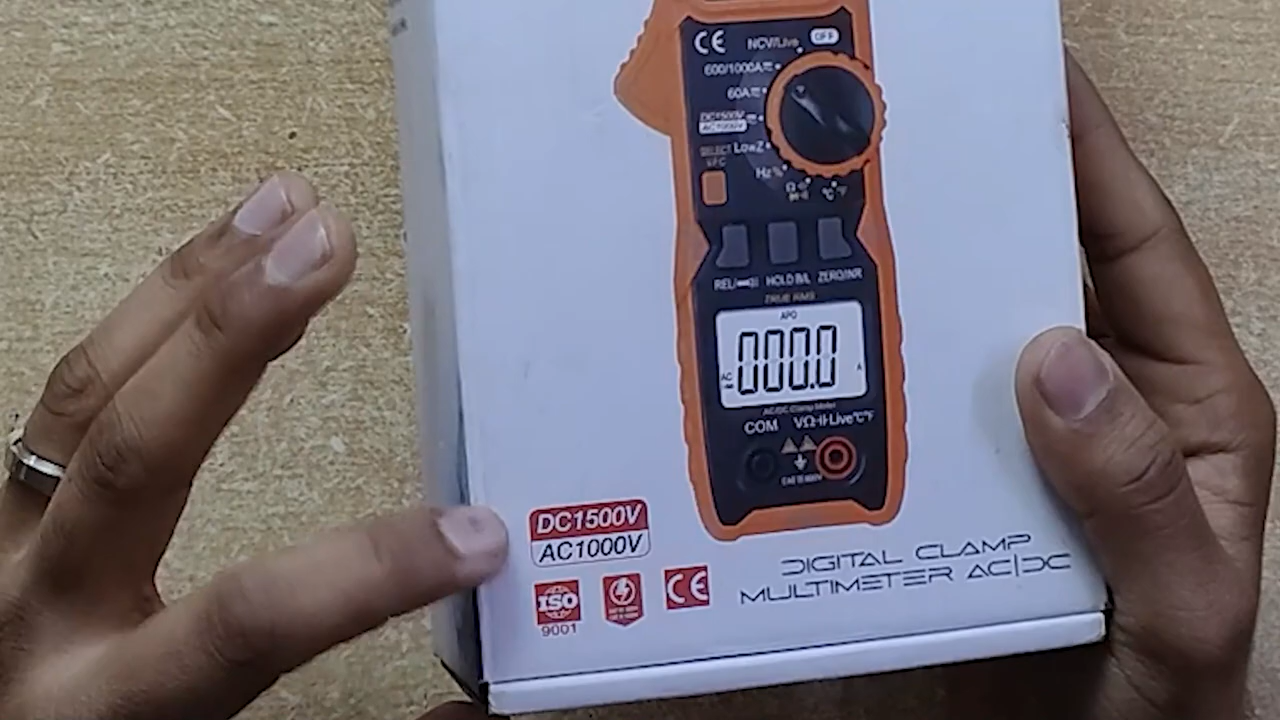 CE
NCV/Live
OFF
600/1000A
60A
DC1500V
AC1000V
SELECT
LowZ
V.F.C
Hz%
Ω
°C°F
REL
HOLD B/L
ZERO/INR
TRUE RMS
APO
AC
000.0
A
AC/DC Clamp Meter
COM
VΩ Live°C°F
DC1500V
AC1000V
ISO
9001
CE
DIGITAL CLAMP
MULTIMETER AC|DC